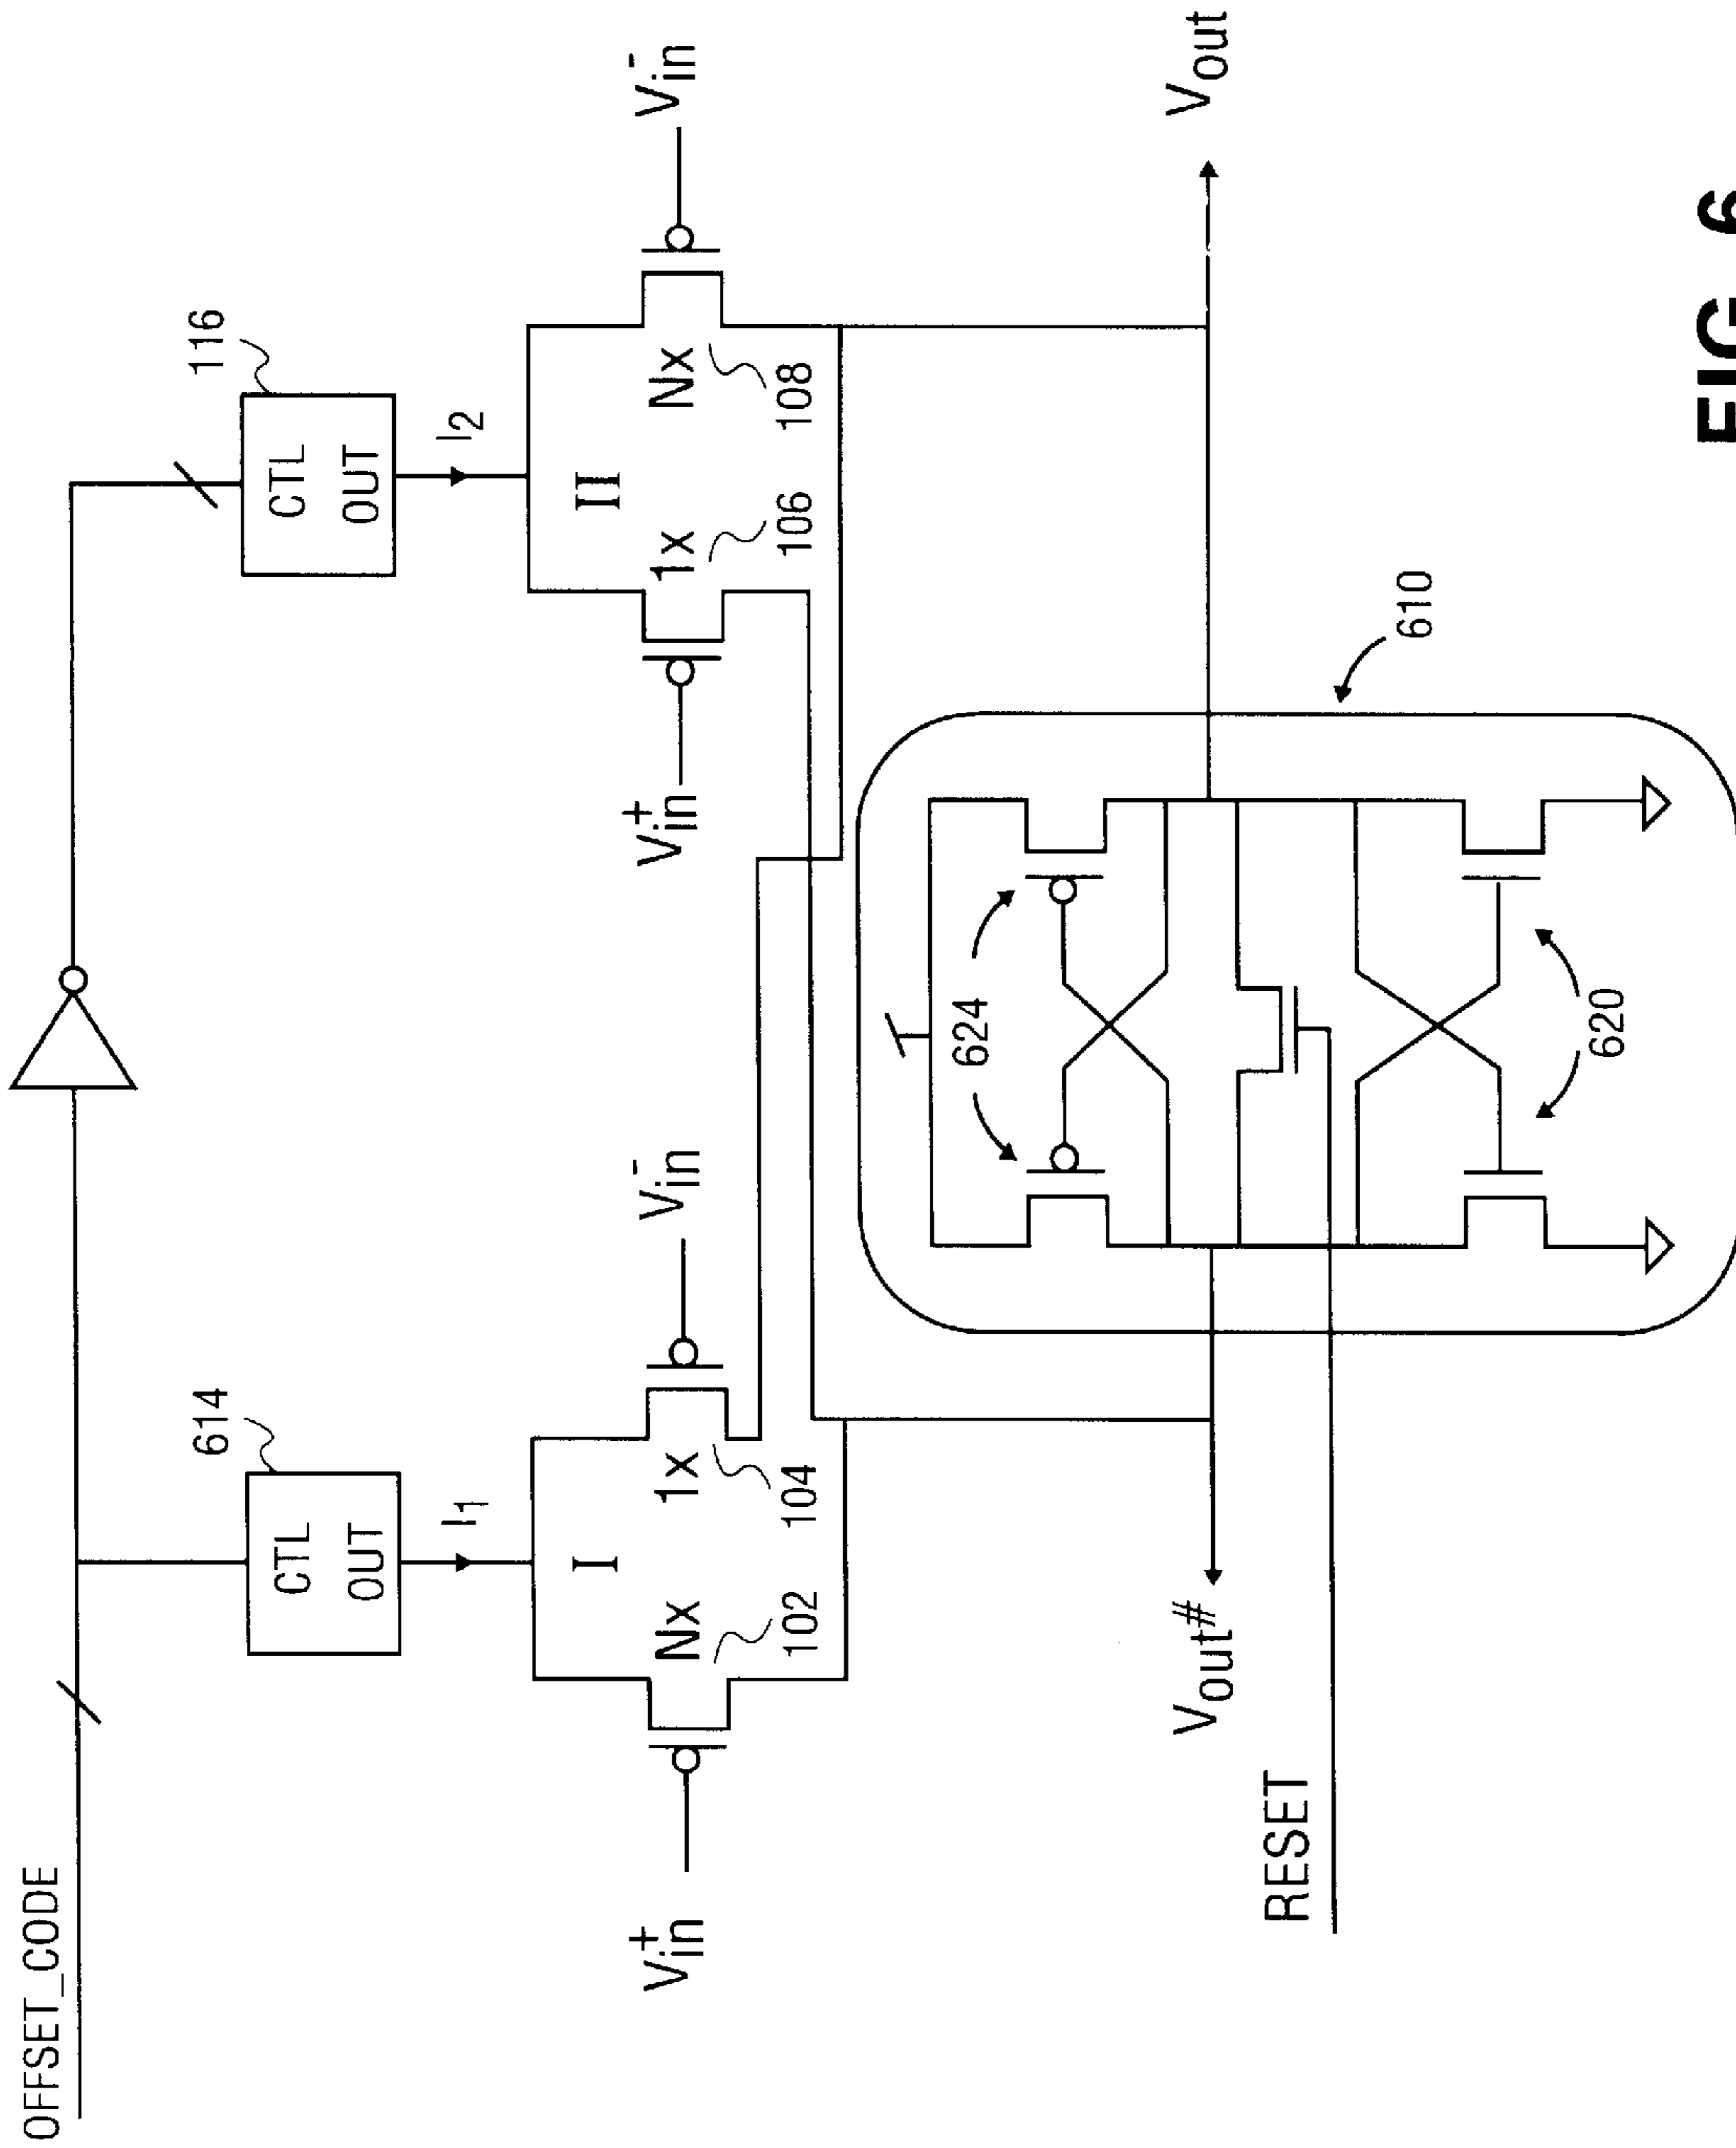 OFFSET_CODE
614
116
CTL
OUT
CTL
OUT
I1
I2
I
II
Vin+
Nx
1x
Vin-
Vin+
1x
Nx
Vin-
102
104
106
108
624
610
Vout#
Vout
RESET
620
FIG. 6